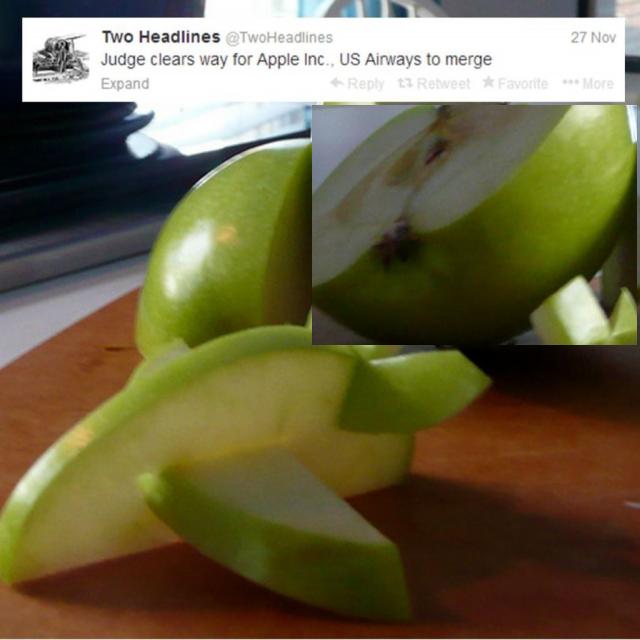 Two Headlines @TwoHeadlines 27 Nov
Judge clears way for Apple Inc., US Airways to merge
Expand Reply Retweet Favorite More